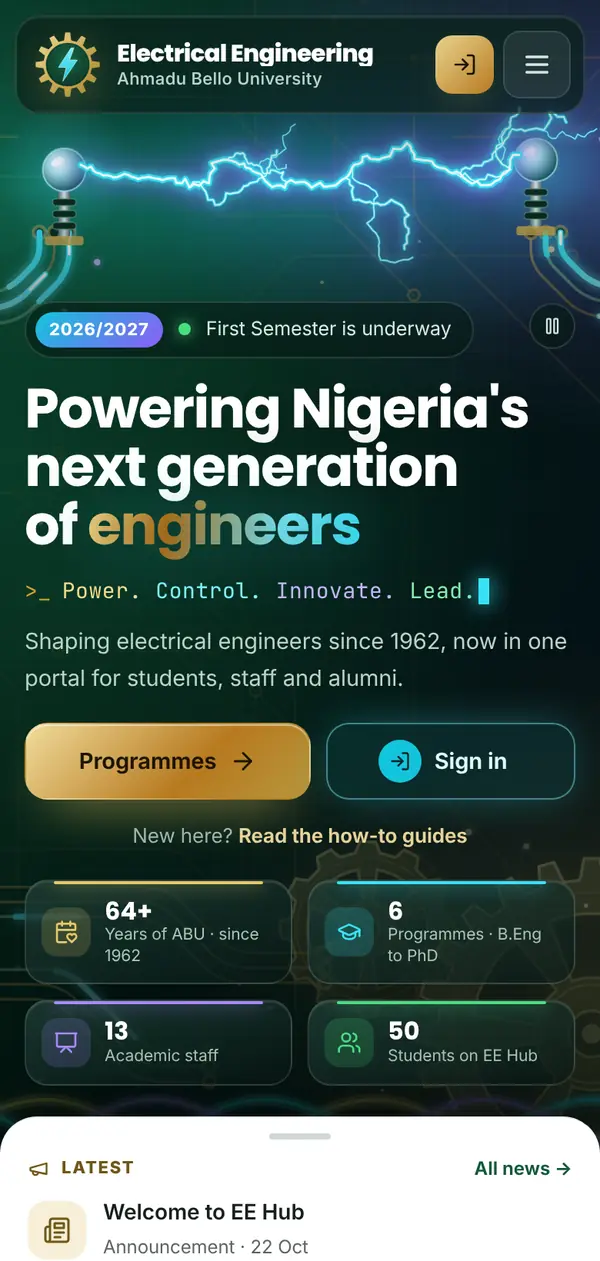 Electrical Engineering
Ahmadu Bello University
2026/2027
First Semester is underway
Powering Nigeria's
next generation
of engineers
>_ Power. Control. Innovate. Lead.
Shaping electrical engineers since 1962, now in one
portal for students, staff and alumni.
Programmes →
Sign in
New here? Read the how-to guides
64+
Years of ABU · since
1962
6
Programmes · B.Eng
to PhD
13
Academic staff
50
Students on EE Hub
LATEST
All news →
Welcome to EE Hub
Announcement · 22 Oct